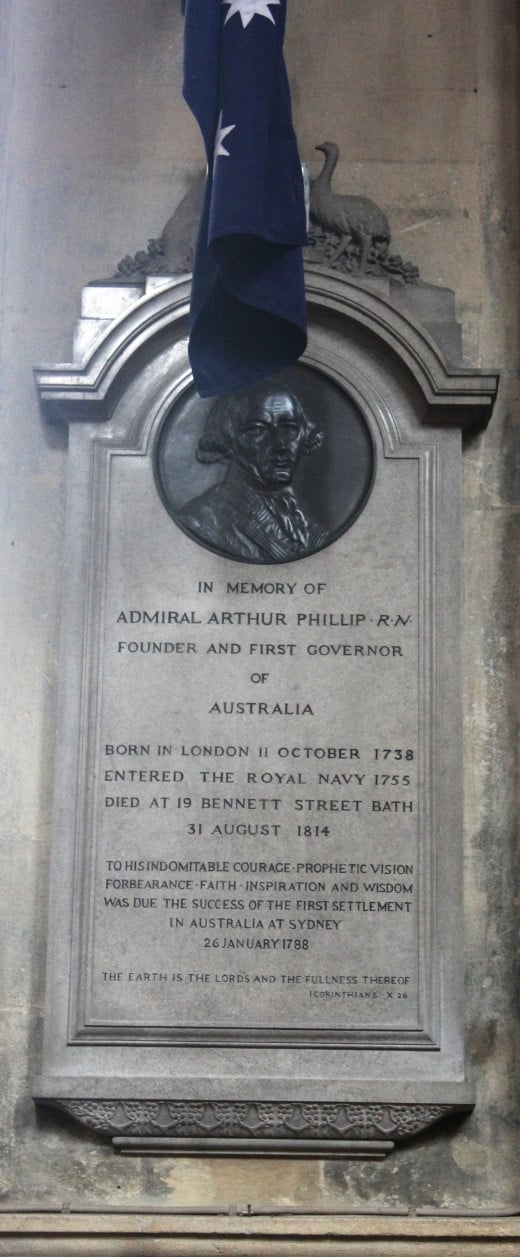 IN MEMORY OF
ADMIRAL ARTHUR PHILLIP · R·N·
FOUNDER AND FIRST GOVERNOR
OF
AUSTRALIA
BORN IN LONDON 11 OCTOBER 1738
ENTERED THE ROYAL NAVY 1755
DIED AT 19 BENNETT STREET BATH
31 AUGUST 1814
TO HIS INDOMITABLE COURAGE · PROPHETIC VISION
FORBEARANCE · FAITH · INSPIRATION AND WISDOM
WAS DUE THE SUCCESS OF THE FIRST SETTLEMENT
IN AUSTRALIA AT SYDNEY
26 JANUARY 1788
THE EARTH IS THE LORD'S AND THE FULLNESS THEREOF
I CORINTHIANS X 26